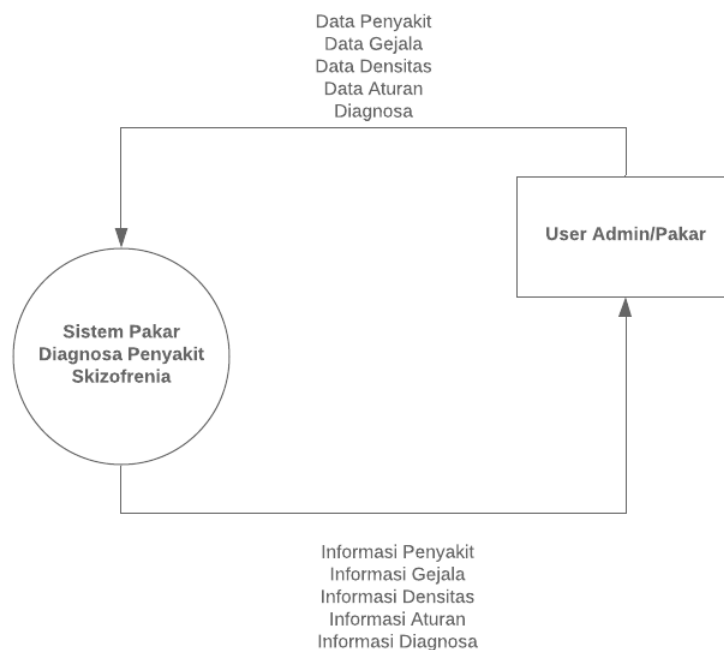 Data Penyakit
Data Gejala
Data Densitas
Data Aturan
Diagnosa
User Admin/Pakar
Sistem Pakar
Diagnosa Penyakit
Skizofrenia
Informasi Penyakit
Informasi Gejala
Informasi Densitas
Informasi Aturan
Informasi Diagnosa